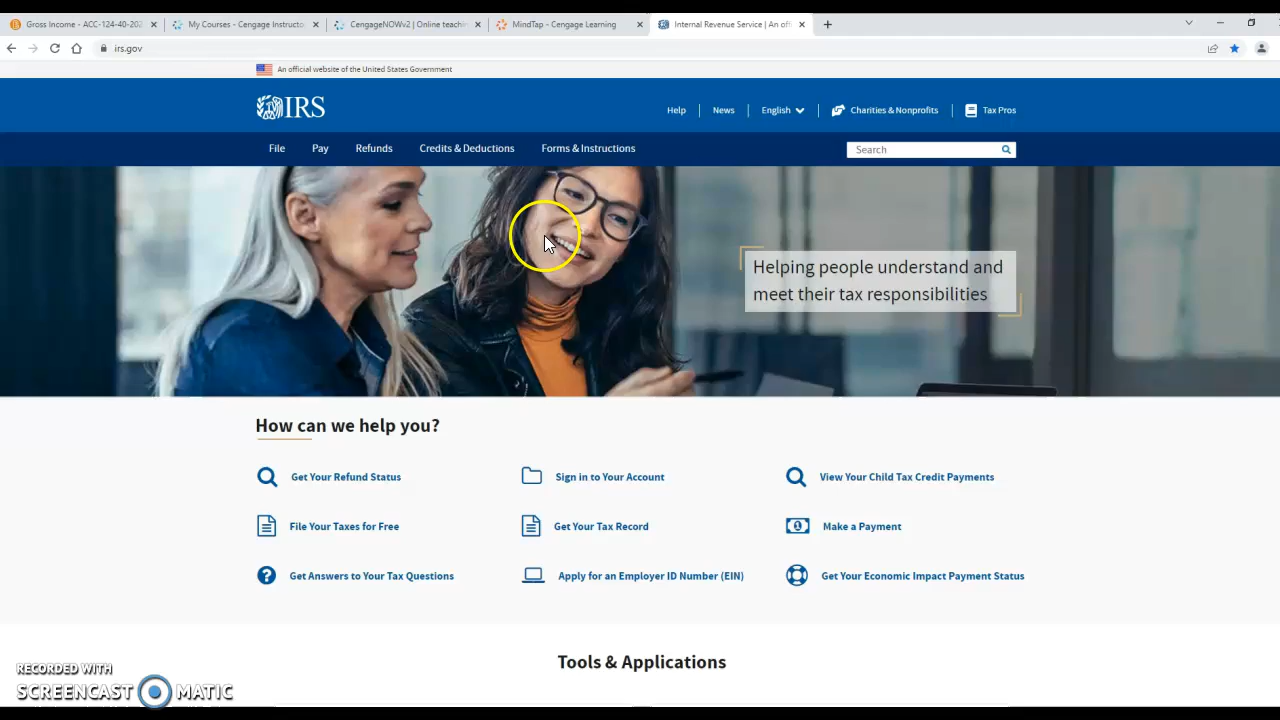 Gross Income - ACC-124-40-202
My Courses - Cengage Instructo
CengageNOWv2 | Online teachin
MindTap - Cengage Learning
Internal Revenue Service | An offi
irs.gov
An official website of the United States Government
IRS
Help
News
English
Charities & Nonprofits
Tax Pros
File
Pay
Refunds
Credits & Deductions
Forms & Instructions
Search
Helping people understand and
meet their tax responsibilities
How can we help you?
Get Your Refund Status
Sign in to Your Account
View Your Child Tax Credit Payments
File Your Taxes for Free
Get Your Tax Record
Make a Payment
Get Answers to Your Tax Questions
Apply for an Employer ID Number (EIN)
Get Your Economic Impact Payment Status
Tools & Applications
RECORDED WITH
SCREENCAST MATIC